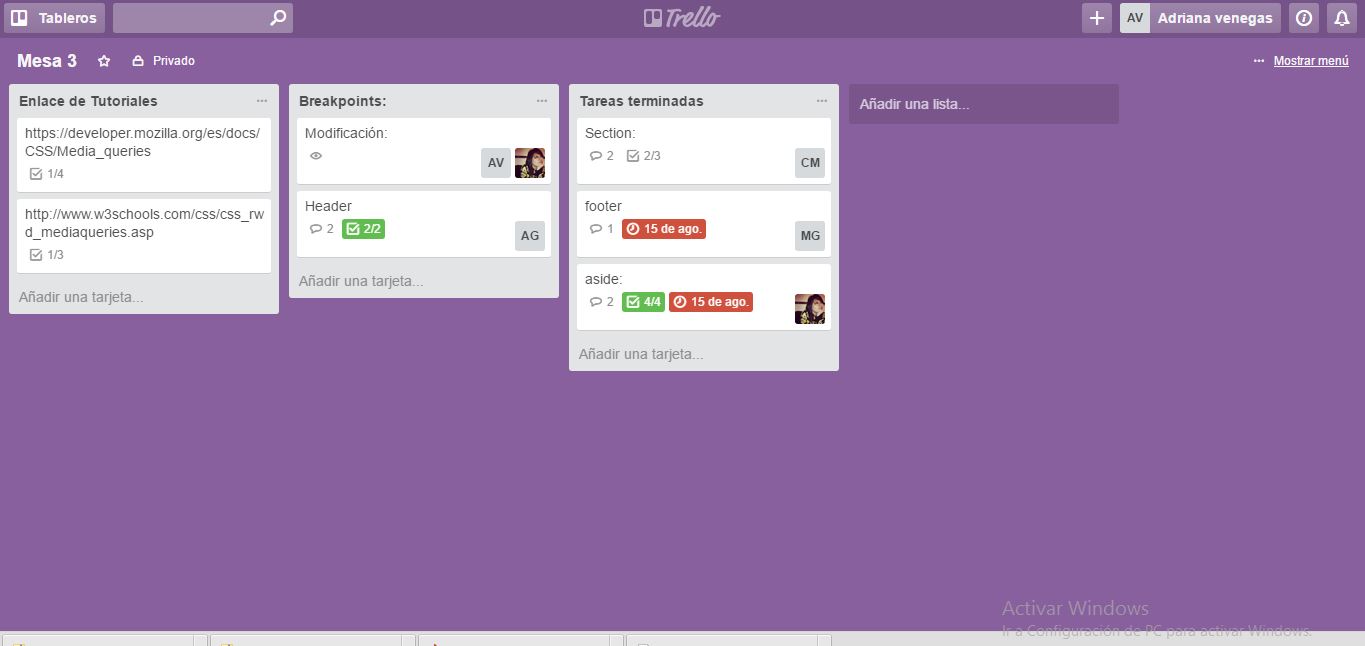 Tableros
Trello
AV Adriana venegas
Mesa 3
Privado
Mostrar menú
Enlace de Tutoriales
https://developer.mozilla.org/es/docs/
CSS/Media_queries
1/4
http://www.w3schools.com/css/css_rw
d_mediaqueries.asp
1/3
Añadir una tarjeta...
Breakpoints:
Modificación:
AV
Header
2 2/2
AG
Añadir una tarjeta...
Tareas terminadas
Section:
2 2/3
CM
footer
1 15 de ago.
MG
aside:
2 4/4 15 de ago.
Añadir una tarjeta...
Añadir una lista...
Activar Windows
Ir a Configuración de PC para activar Windows.